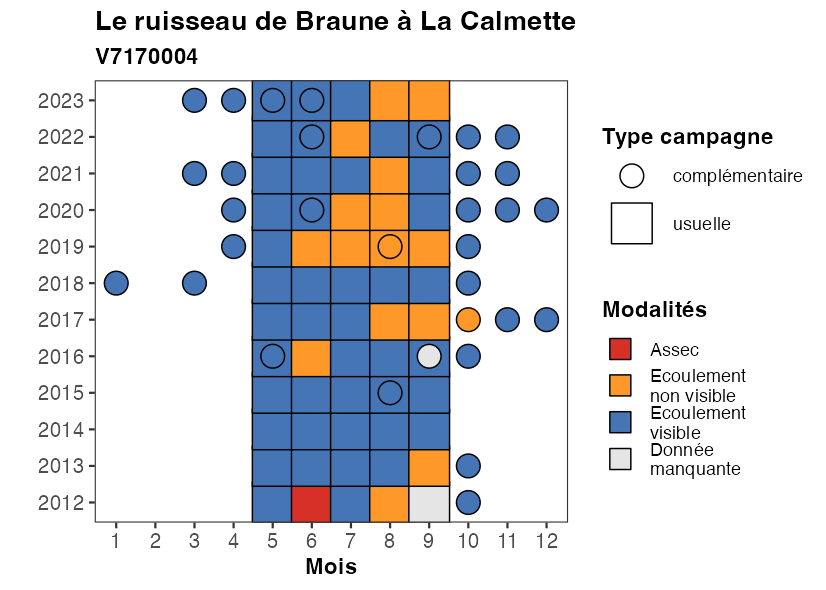 Le ruisseau de Braune à La Calmette
V7170004
2023
2022
2021
2020
2019
2018
2017
2016
2015
2014
2013
2012
1 2 3 4 5 6 7 8 9 10 11 12
Mois
Type campagne
complémentaire
usuelle
Modalités
Assec
Ecoulement
non visible
Ecoulement
visible
Donnée
manquante